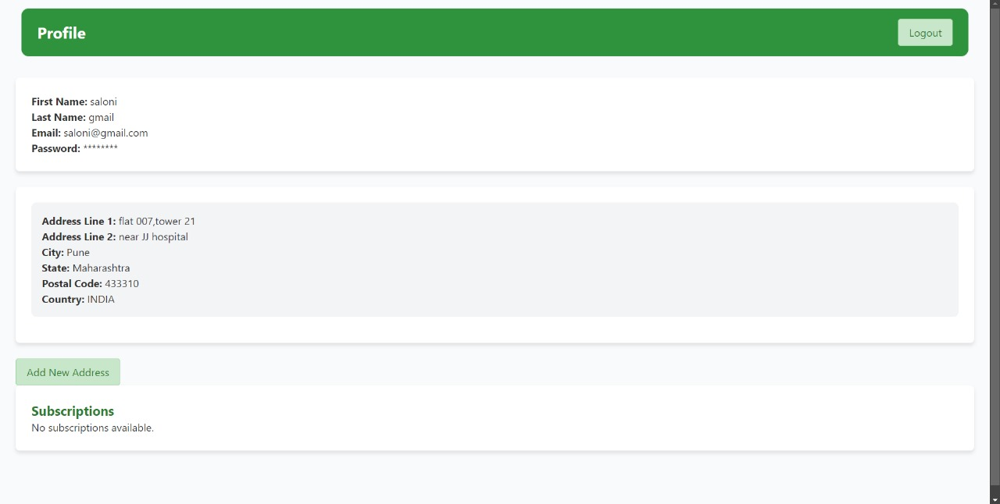 Profile
Logout
First Name: saloni
Last Name: gmail
Email: saloni@gmail.com
Password: ********
Address Line 1: flat 007,tower 21
Address Line 2: near JJ hospital
City: Pune
State: Maharashtra
Postal Code: 433310
Country: INDIA
Add New Address
Subscriptions
No subscriptions available.